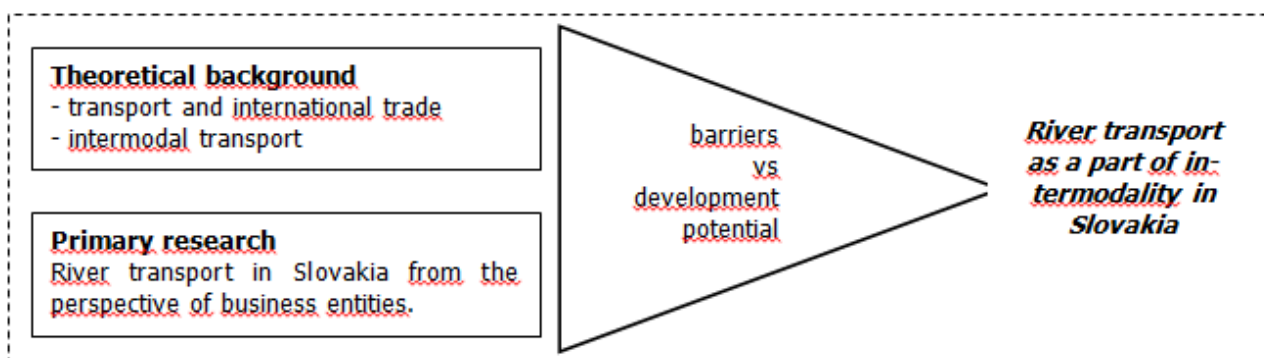 Theoretical background
- transport and international trade
- intermodal transport
Primary research
River transport in Slovakia from the
perspective of business entities.
barriers
vs
development
potential
River transport
as a part of in-
termodality in
Slovakia